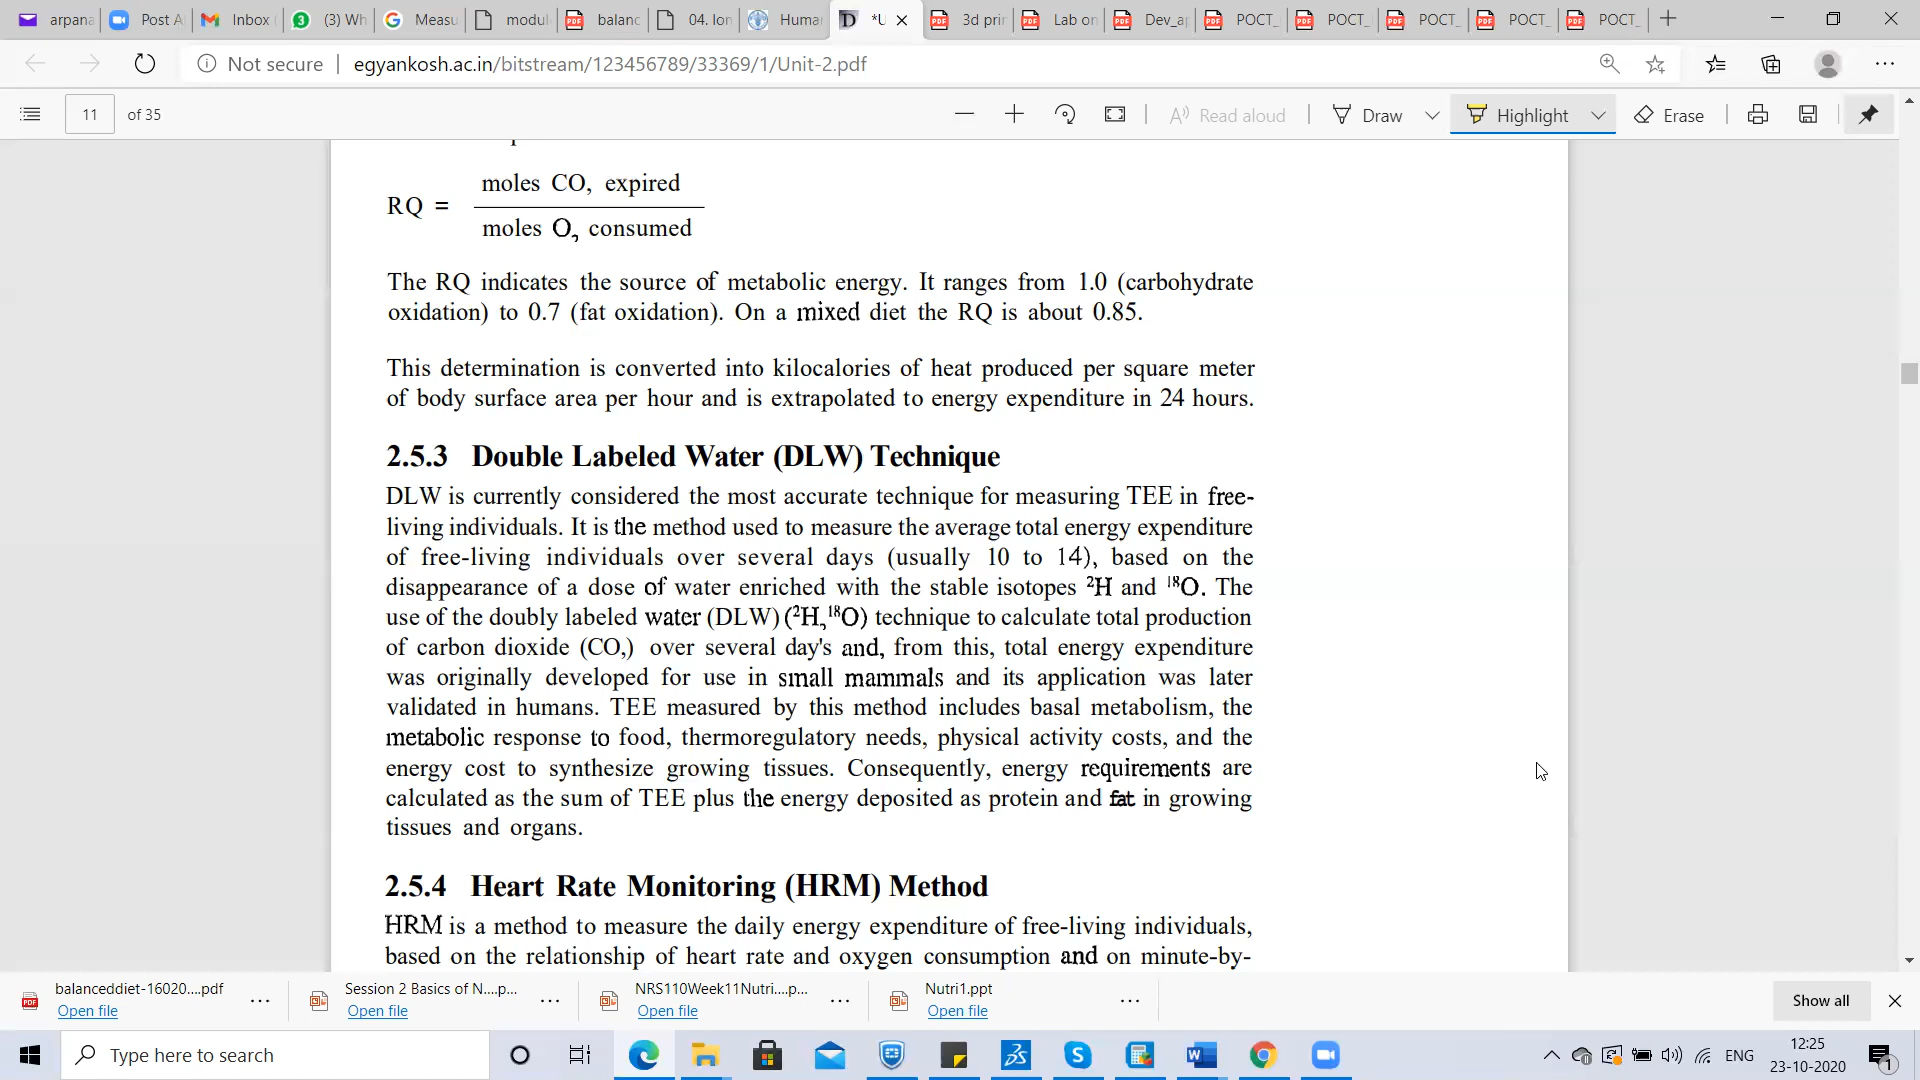 arpana
Post A
Inbox
(3) Wh
Measu
modul
balanc
04. Ion
Human
*U
3d prin
Lab on
Dev_ap
POCT_
POCT_
POCT_
POCT_
POCT_
Not secure | egyankosh.ac.in/bitstream/123456789/33369/1/Unit-2.pdf
11 of 35
Read aloud
Draw
Highlight
Erase
moles CO, expired
RQ =
moles O, consumed
The RQ indicates the source of metabolic energy. It ranges from 1.0 (carbohydrate
oxidation) to 0.7 (fat oxidation). On a mixed diet the RQ is about 0.85.
This determination is converted into kilocalories of heat produced per square meter
of body surface area per hour and is extrapolated to energy expenditure in 24 hours.
2.5.3 Double Labeled Water (DLW) Technique
DLW is currently considered the most accurate technique for measuring TEE in free-
living individuals. It is the method used to measure the average total energy expenditure
of free-living individuals over several days (usually 10 to 14), based on the
disappearance of a dose of water enriched with the stable isotopes ²H and ¹⁸O. The
use of the doubly labeled water (DLW) (²H,¹⁸O) technique to calculate total production
of carbon dioxide (CO,) over several day's and, from this, total energy expenditure
was originally developed for use in small mammals and its application was later
validated in humans. TEE measured by this method includes basal metabolism, the
metabolic response to food, thermoregulatory needs, physical activity costs, and the
energy cost to synthesize growing tissues. Consequently, energy requirements are
calculated as the sum of TEE plus the energy deposited as protein and fat in growing
tissues and organs.
2.5.4 Heart Rate Monitoring (HRM) Method
HRM is a method to measure the daily energy expenditure of free-living individuals,
based on the relationship of heart rate and oxygen consumption and on minute-by-
balanceddiet-16020....pdf
Open file
Session 2 Basics of N....p...
Open file
NRS110Week11Nutri....p...
Open file
Nutri1.ppt
Open file
Show all
Type here to search
ENG
12:25
23-10-2020
1